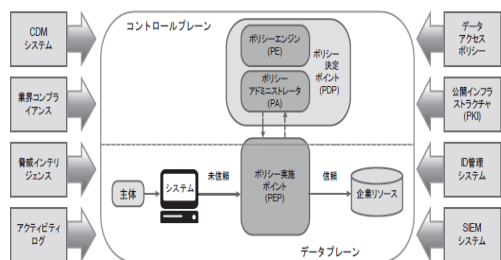 コントロールプレーン
CDM
システム
業界コンプラ
イアンス
脅威インテリ
ジェンス
アクティビティ
ログ
ポリシーエンジン
(PE)
ポリシー
アドミニストレータ
(PA)
ポリシー
決定
ポイント
(PDP)
主体
システム
未信頼
ポリシー実施
ポイント
(PEP)
信頼
企業リソース
データプレーン
データ
アクセス
ポリシー
公開インフラ
ストラクチャ
(PKI)
ID管理
システム
SIEM
システム